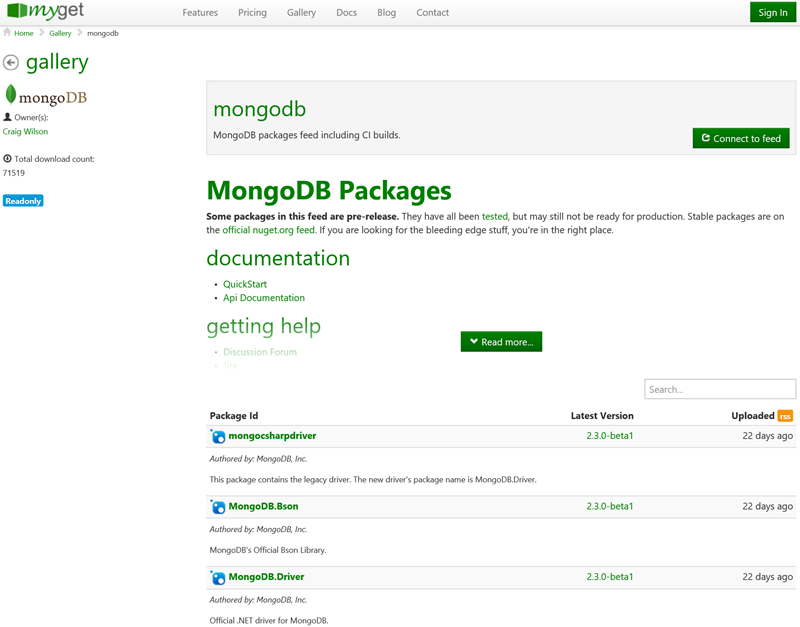 myget
Features Pricing Gallery Docs Blog Contact
Sign In
Home Gallery mongodb
gallery
mongoDB
Owner(s):
Craig Wilson
Total download count:
71519
Readonly
mongodb
MongoDB packages feed including CI builds.
Connect to feed
MongoDB Packages
Some packages in this feed are pre-release. They have all been tested, but may still not be ready for production. Stable packages are on
the official nuget.org feed. If you are looking for the bleeding edge stuff, you're in the right place.
documentation
• QuickStart
• Api Documentation
getting help
Read more...
• Discussion Forum
Search...
Package Id Latest Version Uploaded rss
mongocsharpdriver 2.3.0-beta1 22 days ago
Authored by: MongoDB, Inc.
This package contains the legacy driver. The new driver's package name is MongoDB.Driver.
MongoDB.Bson 2.3.0-beta1 22 days ago
Authored by: MongoDB, Inc.
MongoDB's Official Bson Library.
MongoDB.Driver 2.3.0-beta1 22 days ago
Authored by: MongoDB, Inc.
Official .NET driver for MongoDB.